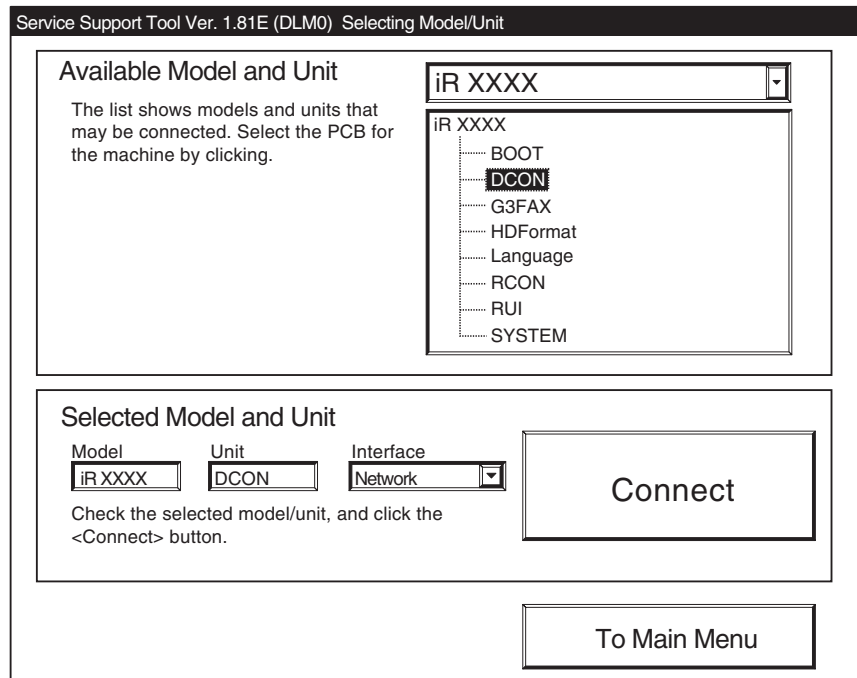 Service Support Tool Ver. 1.81E (DLM0)  Selecting Model/Unit
Available Model and Unit
The list shows models and units that
may be connected. Select the PCB for
the machine by clicking.
iR XXXX
iR XXXX
BOOT
DCON
G3FAX
HDFormat
Language
RCON
RUI
SYSTEM
Selected Model and Unit
Model Unit Interface
iR XXXX DCON Network
Check the selected model/unit, and click the
<Connect> button.
Connect
To Main Menu